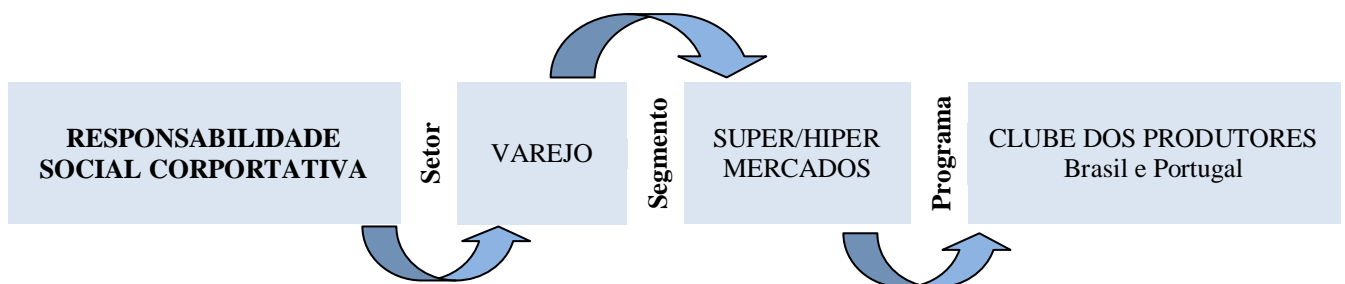 RESPONSABILIDADE
SOCIAL CORPORTATIVA
Setor
VAREJO
Segmento
SUPER/HIPER
MERCADOS
Programa
CLUBE DOS PRODUTORES
Brasil e Portugal